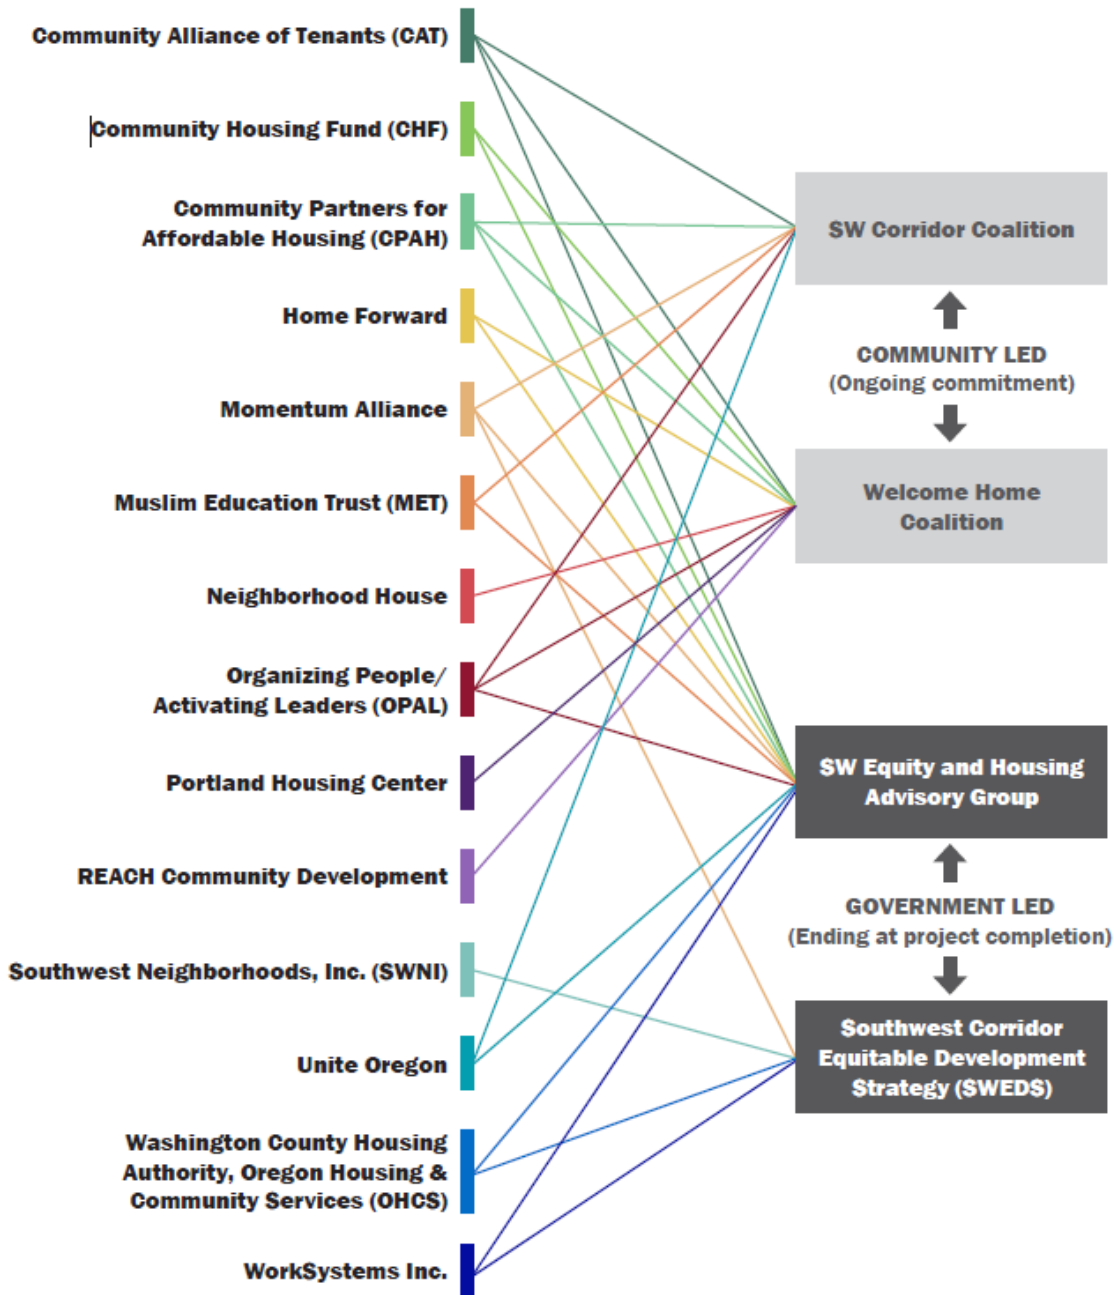 Community Alliance of Tenants (CAT)
Community Housing Fund (CHF)
Community Partners for
Affordable Housing (CPAH)
Home Forward
Momentum Alliance
Muslim Education Trust (MET)
Neighborhood House
Organizing People/
Activating Leaders (OPAL)
Portland Housing Center
REACH Community Development
Southwest Neighborhoods, Inc. (SWNI)
Unite Oregon
Washington County Housing
Authority, Oregon Housing &
Community Services (OHCS)
WorkSystems Inc.
SW Corridor Coalition
COMMUNITY LED
(Ongoing commitment)
Welcome Home
Coalition
SW Equity and Housing
Advisory Group
GOVERNMENT LED
(Ending at project completion)
Southwest Corridor
Equitable Development
Strategy (SWEDS)